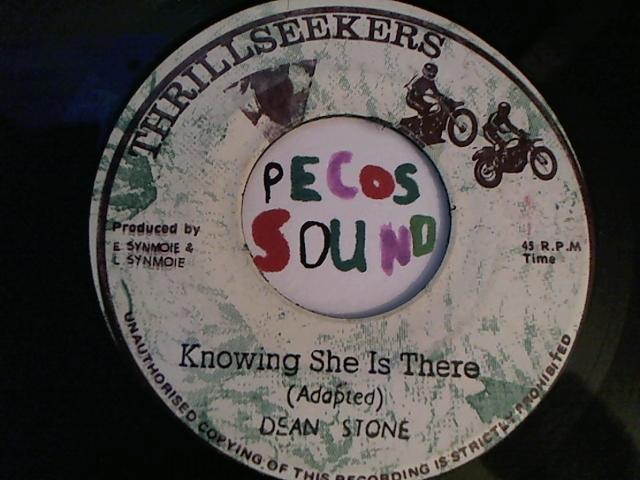 THRILLSEEKERS
PECOS
SOUND
Produced by
E SYNMOIE &
L SYNMOIE
45 R.P.M
Time
Knowing She Is There
(Adapted)
DEAN STONE
UNAUTHORISED COPYING OF THIS RECORDING IS STRICTLY PROHIBITED